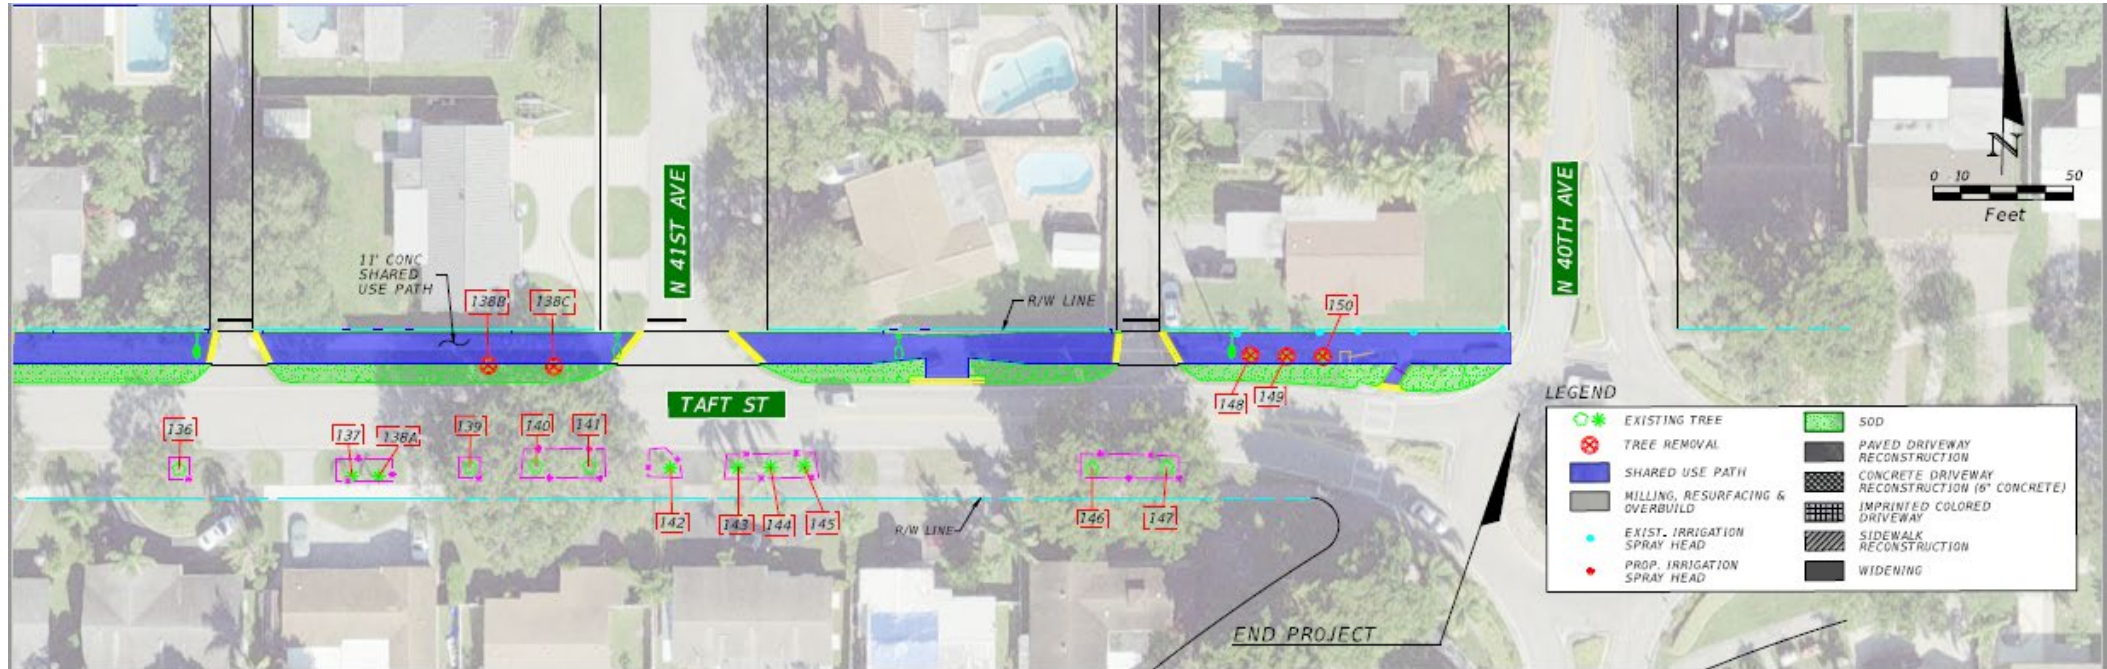 N 41ST AVE
N 40TH AVE
N
0 10 50
Feet
11' CONC
SHARED
USE PATH
138B
138C
R/W LINE
150
148
149
TAFT ST
136
137
138A
139
140
141
142
143
144
145
146
147
R/W LINE
END PROJECT
LEGEND
EXISTING TREE
TREE REMOVAL
SHARED USE PATH
MILLING, RESURFACING &
OVERBUILD
EXIST. IRRIGATION
SPRAY HEAD
PROP. IRRIGATION
SPRAY HEAD
SOD
PAVED DRIVEWAY
RECONSTRUCTION
CONCRETE DRIVEWAY
RECONSTRUCTION (6" CONCRETE)
IMPRINTED COLORED
DRIVEWAY
SIDEWALK
RECONSTRUCTION
WIDENING